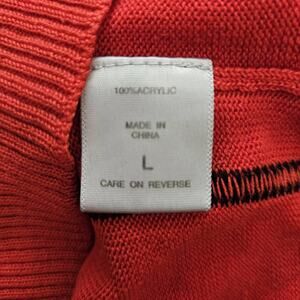 100%ACRYLIC
MADE IN
CHINA
L
CARE ON REVERSE